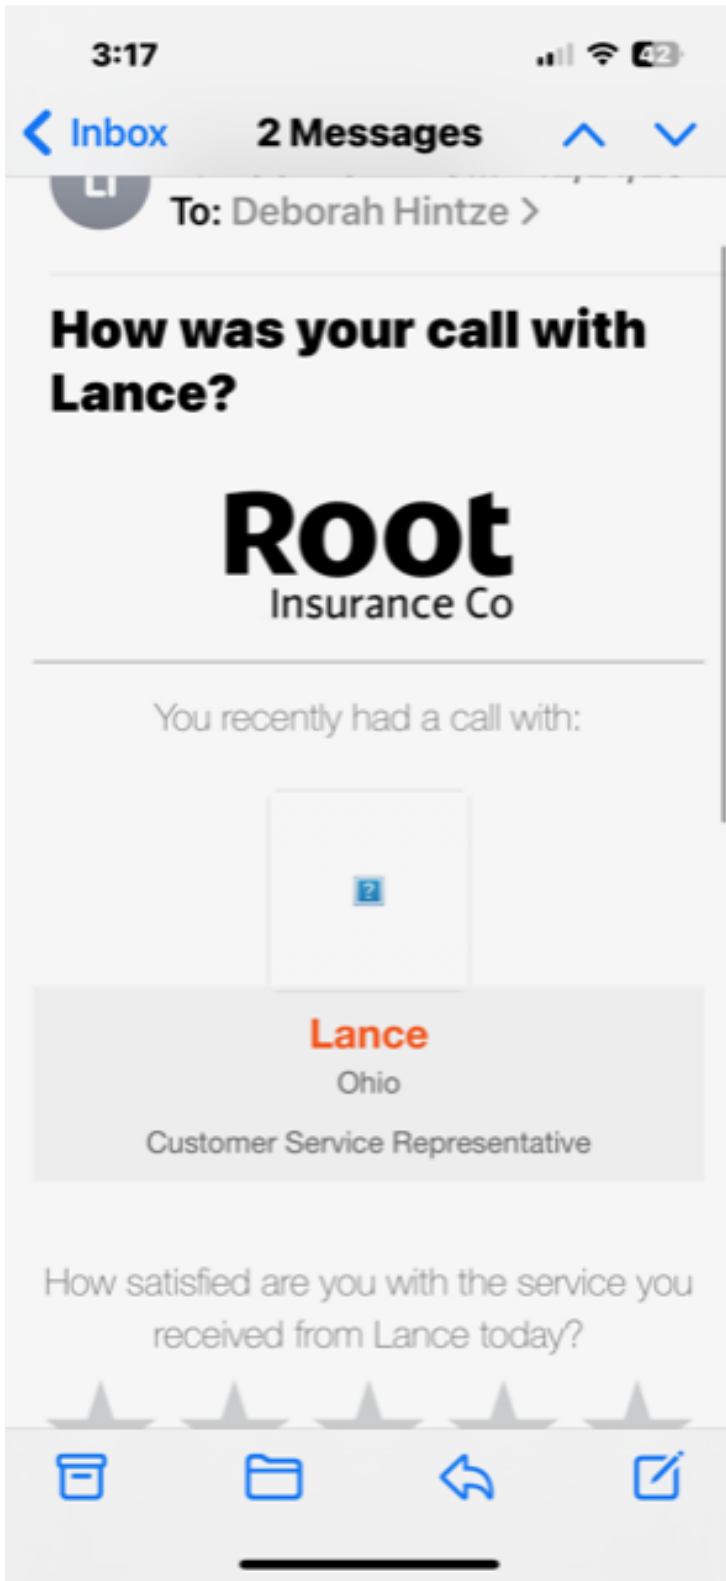 3:17
42
Inbox
2 Messages
To: Deborah Hintze >
How was your call with
Lance?
Root
Insurance Co
You recently had a call with:
?
Lance
Ohio
Customer Service Representative
How satisfied are you with the service you
received from Lance today?